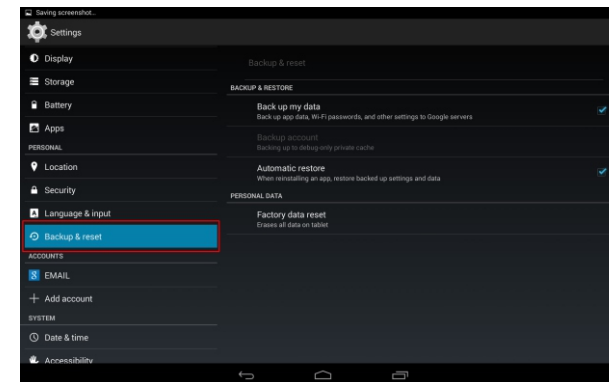 Saving screenshot...
Settings
Display
Storage
Battery
Apps
PERSONAL
Location
Security
Language & input
Backup & reset
ACCOUNTS
EMAIL
Add account
SYSTEM
Date & time
Accessibility
Backup & reset
BACKUP & RESTORE
Back up my data
Back up app data, Wi-Fi passwords, and other settings to Google servers
Backup account
Backing up to debug-only private cache
Automatic restore
When reinstalling an app, restore backed up settings and data
PERSONAL DATA
Factory data reset
Erases all data on tablet